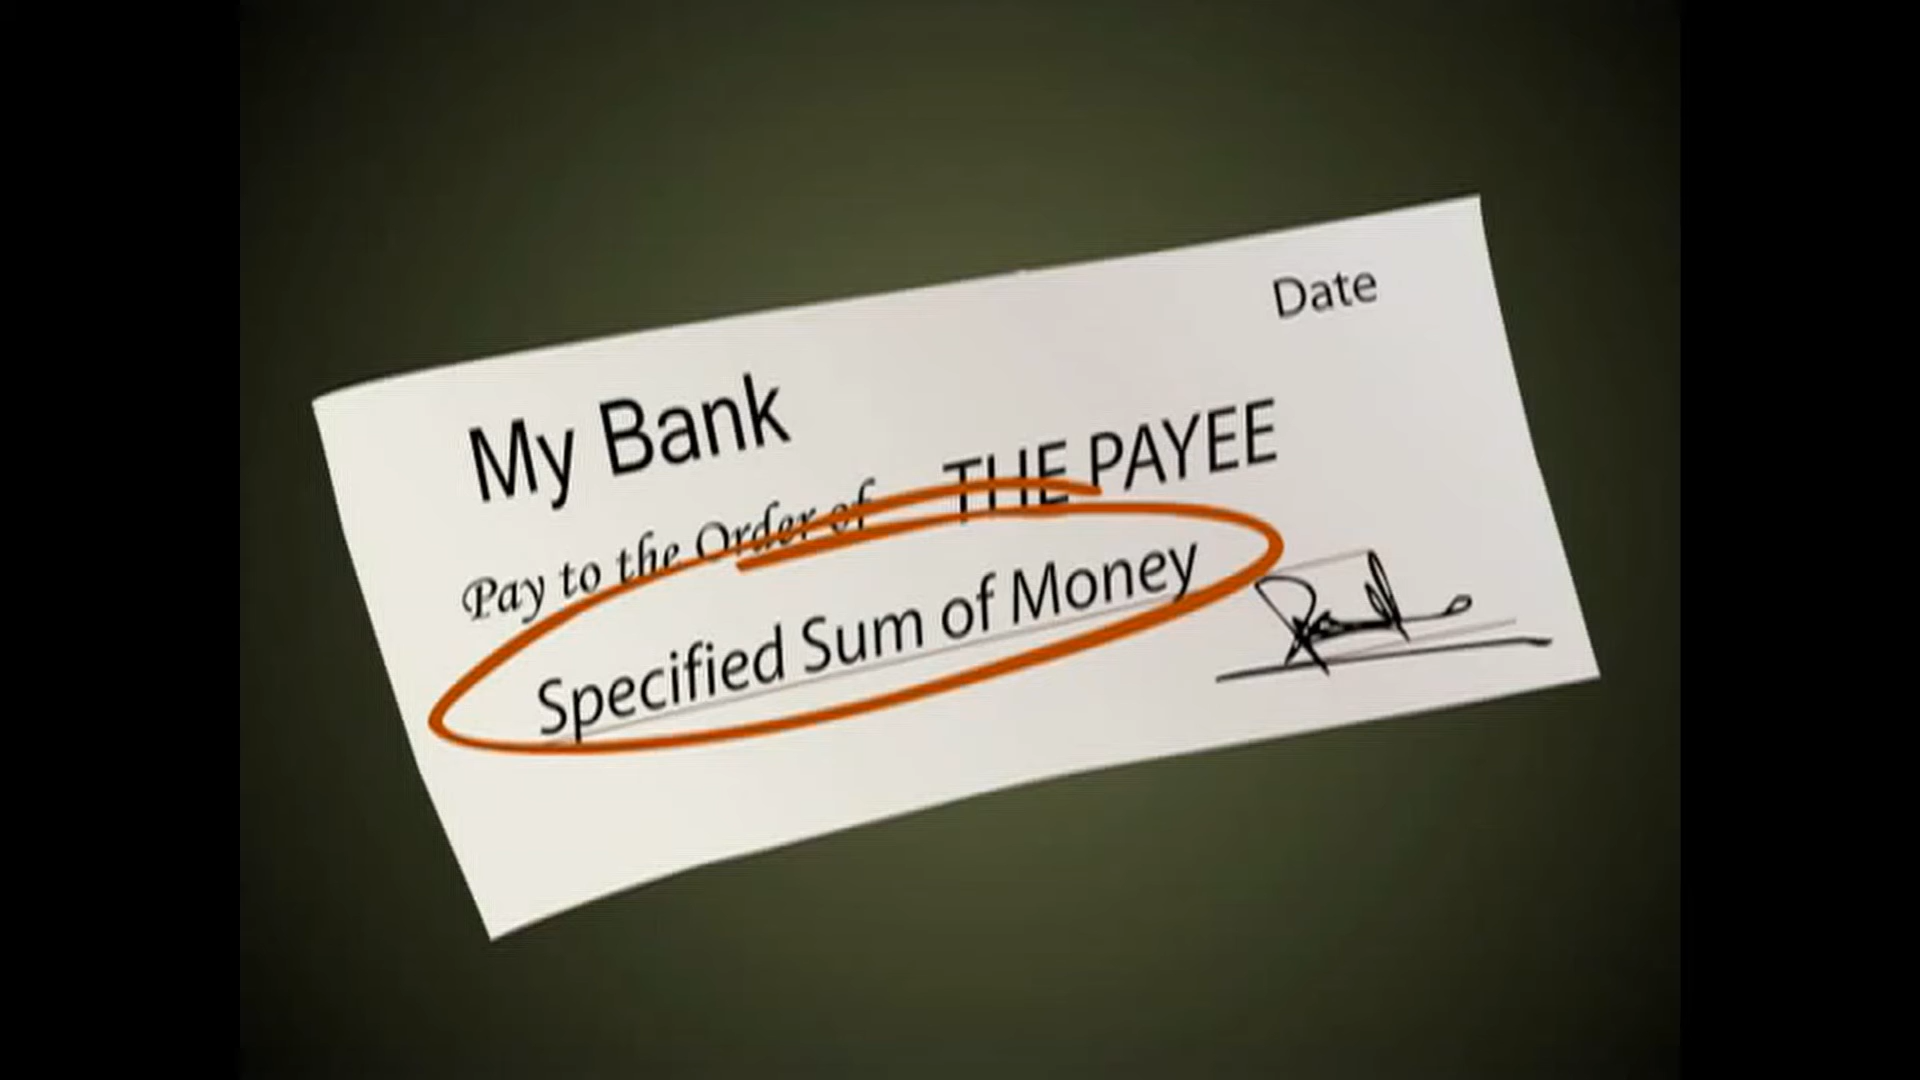 Date
My Bank
Pay to the Order of THE PAYEE
Specified Sum of Money